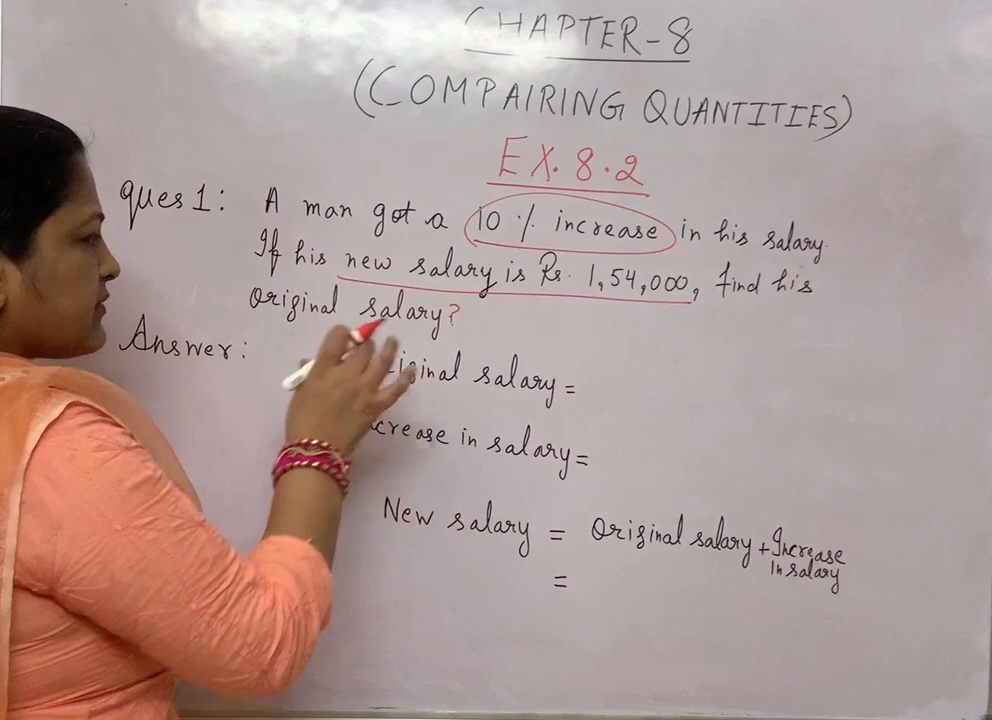 CHAPTER-8
(COMPAIRING QUANTITIES)
EX. 8.2
Ques 1: A man got a 10 % increase in his salary.
If his new salary is Rs. 1,54,000, find his
original salary?
Answer:
iginal salary =
crease in salary =
New salary = Original salary + Increase in salary
=